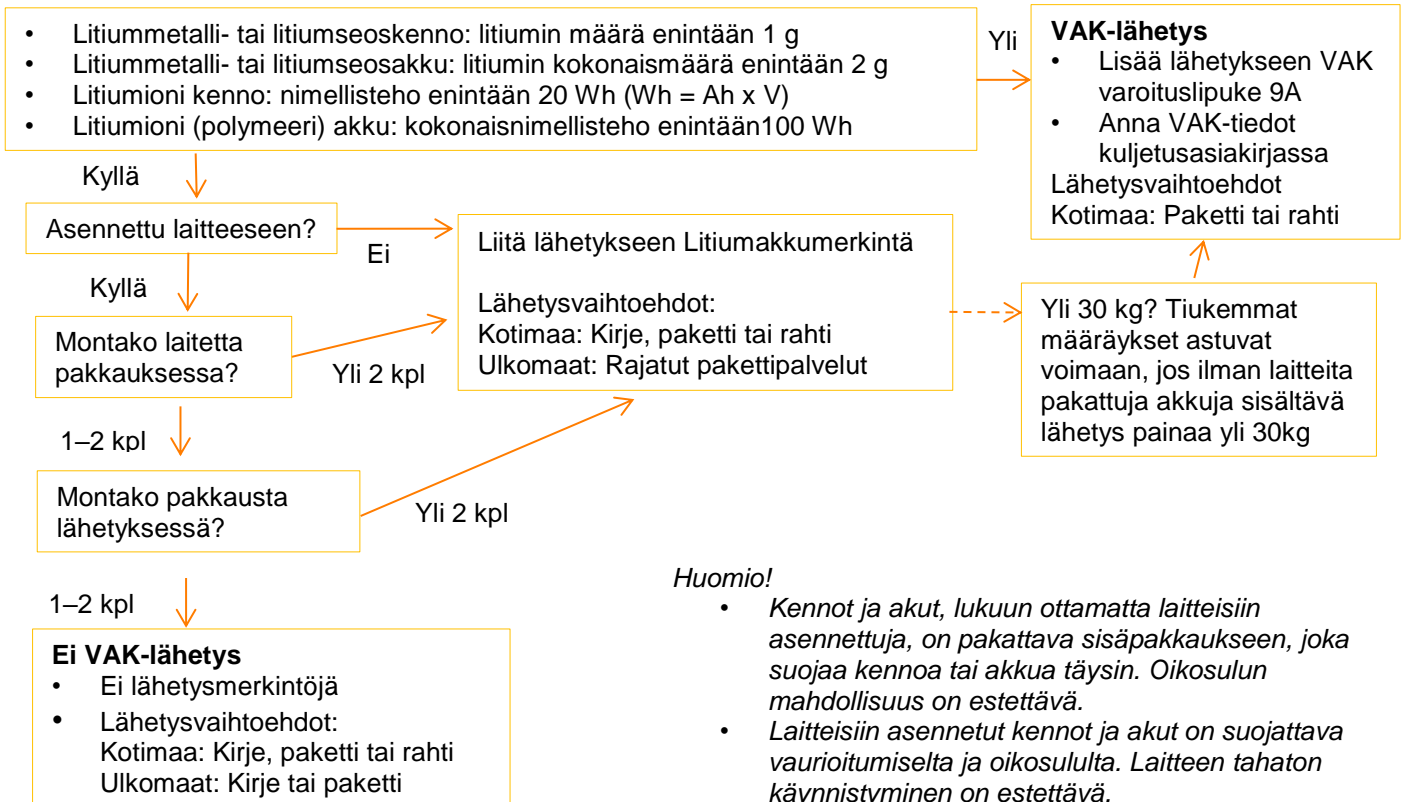 • Litiummetalli- tai litiumseoskenno: litiumin määrä enintään 1 g
• Litiummetalli- tai litiumseosakku: litiumin kokonaismäärä enintään 2 g
• Litiumioni kenno: nimellisteho enintään 20 Wh (Wh = Ah x V)
• Litiumioni (polymeeri) akku: kokonaisnimellisteho enintään100 Wh
Yli
VAK-lähetys
• Lisää lähetykseen VAK
varoituslipuke 9A
• Anna VAK-tiedot
kuljetusasiakirjassa
Lähetysvaihtoehdot
Kotimaa: Paketti tai rahti
Kyllä
Asennettu laitteeseen?
Ei
Liitä lähetykseen Litiumakkumerkintä
Lähetysvaihtoehdot:
Kotimaa: Kirje, paketti tai rahti
Ulkomaat: Rajatut pakettipalvelut
Yli 30 kg? Tiukemmat
määräykset astuvat
voimaan, jos ilman laitteita
pakattuja akkuja sisältävä
lähetys painaa yli 30kg
Kyllä
Montako laitetta
pakkauksessa?
Yli 2 kpl
1–2 kpl
Montako pakkausta
lähetyksessä?
Yli 2 kpl
1–2 kpl
Ei VAK-lähetys
• Ei lähetysmerkintöjä
• Lähetysvaihtoehdot:
Kotimaa: Kirje, paketti tai rahti
Ulkomaat: Kirje tai paketti
Huomio!
• Kennot ja akut, lukuun ottamatta laitteisiin
asennettuja, on pakattava sisäpakkaukseen, joka
suojaa kennoa tai akkua täysin. Oikosulun
mahdollisuus on estettävä.
• Laitteisiin asennetut kennot ja akut on suojattava
vaurioitumiselta ja oikosululta. Laitteen tahaton
käynnistyminen on estettävä.